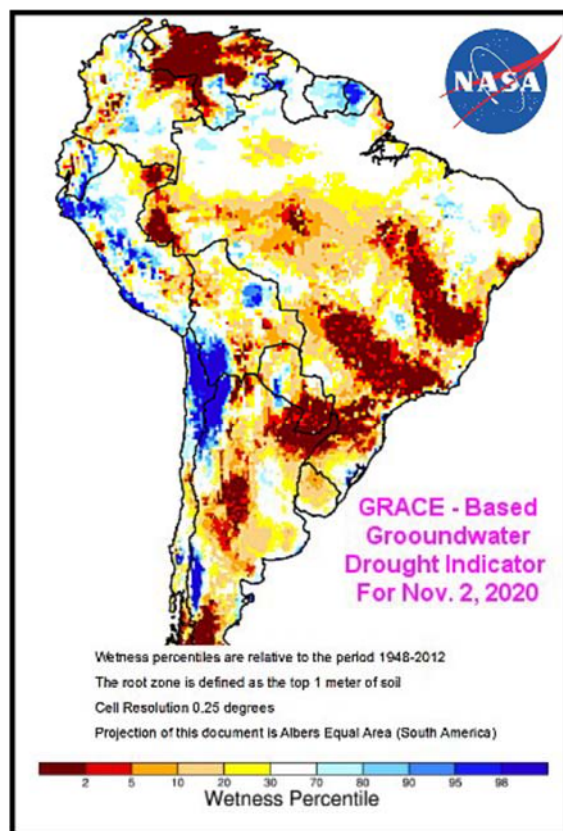 NASA
GRACE - Based
Grooundwater
Drought Indicator
For Nov. 2, 2020
Wetness percentiles are relative to the period 1948-2012
The root zone is defined as the top 1 meter of soil
Cell Resolution 0.25 degrees
Projection of this document is Albers Equal Area (South America)
2 5 10 20 30 70 80 90 95 98
Wetness Percentile